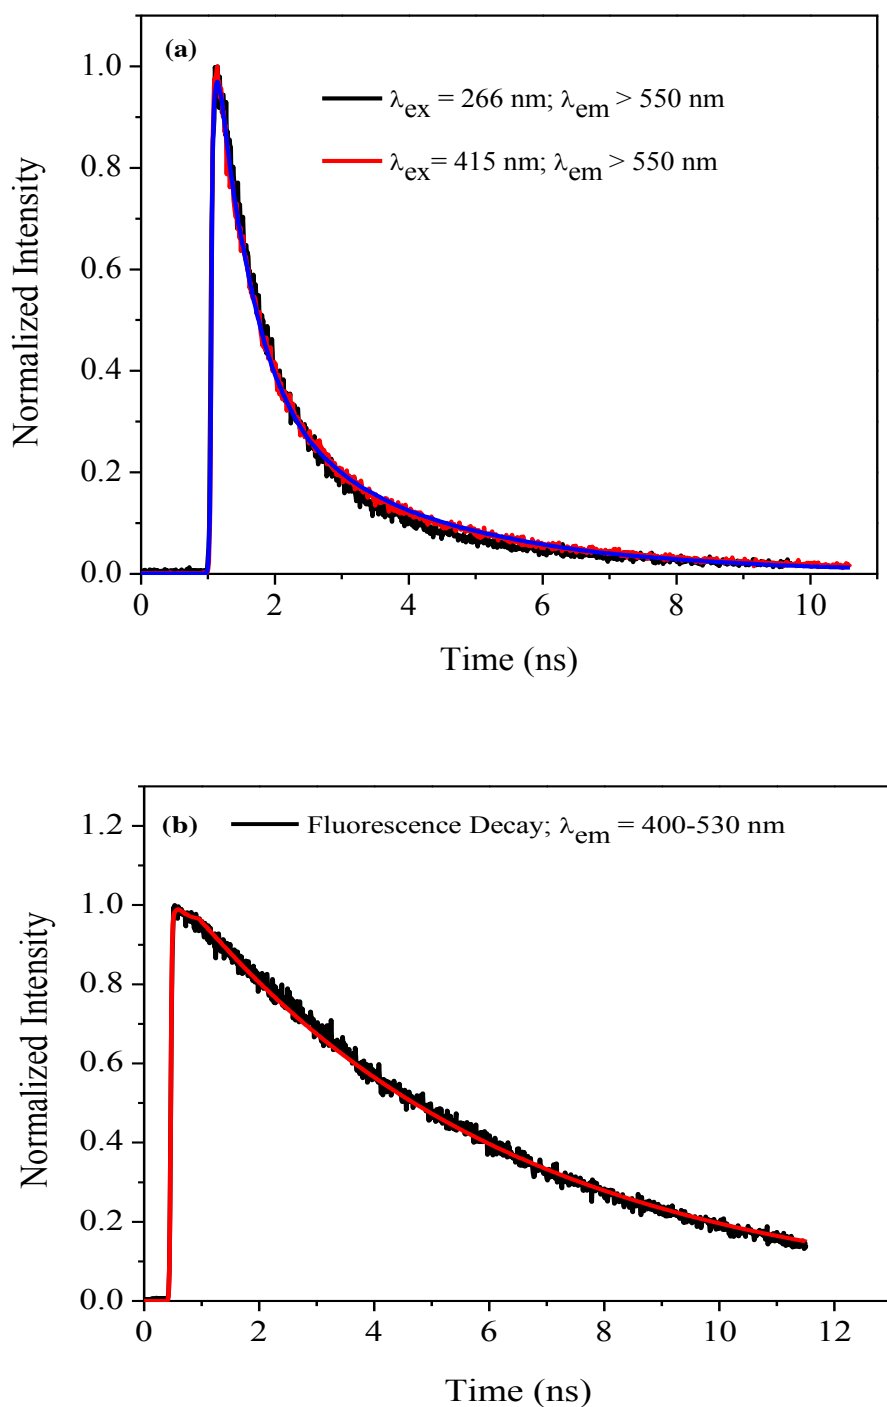 (a)
λex = 266 nm; λem > 550 nm
λex = 415 nm; λem > 550 nm
1.0
0.8
0.6
0.4
0.2
0.0
0 2 4 6 8 10
Normalized Intensity
Time (ns)
(b) Fluorescence Decay; λem = 400-530 nm
1.2
1.0
0.8
0.6
0.4
0.2
0.0
0 2 4 6 8 10 12
Normalized Intensity
Time (ns)